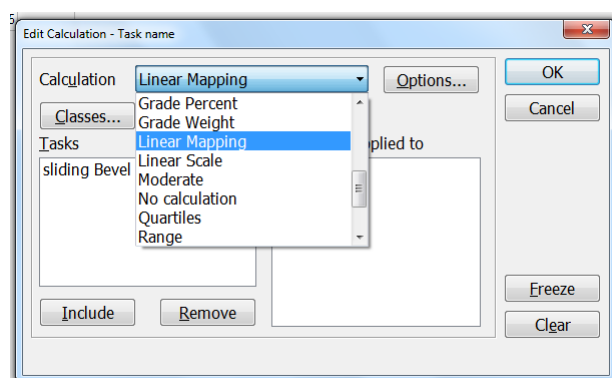 5
Edit Calculation - Task name
Calculation Linear Mapping Options... OK
Classes... Grade Percent Cancel
Grade Weight
Tasks Linear Mapping plied to
sliding Bevel Linear Scale
Moderate
No calculation
Quartiles
Range
Include Remove Freeze
Clear